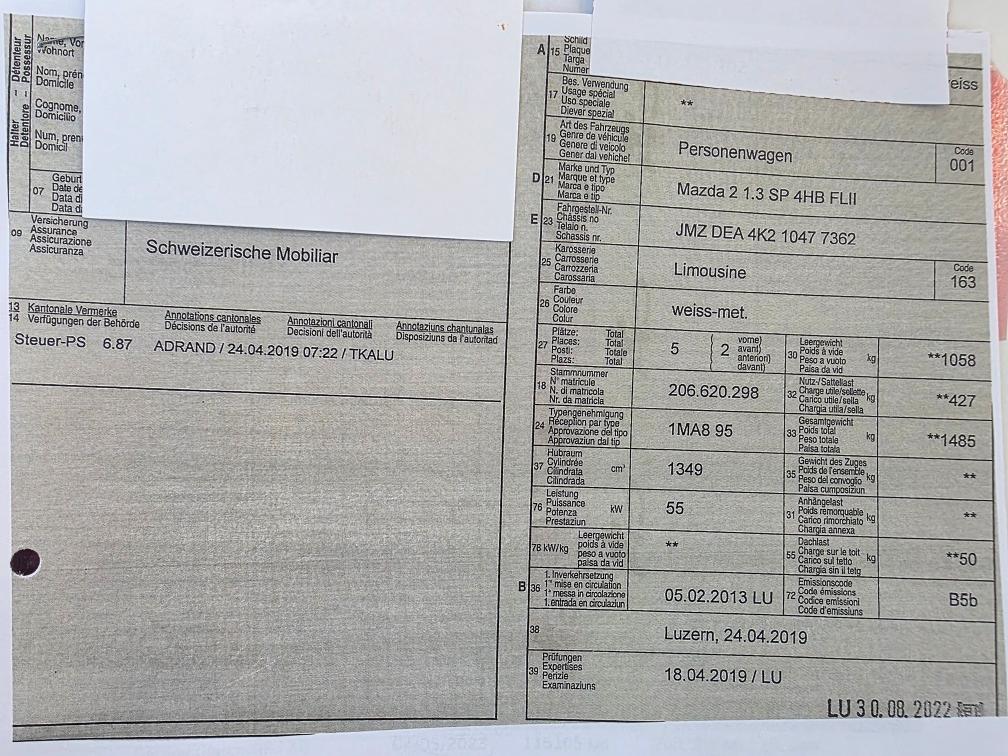 Détenteur
Possessur
Halter
Detentore
Name, Vor
Wohnort
Nom, prén
Domicile
Cognome,
Domicilio
Num, pren
Domicil
07
Geburt
Date de
Data di
Data di
09
Versicherung
Assurance
Assicurazione
Assicuranza
Schweizerische Mobiliar
13 Kantonale Vermerke
14 Verfügungen der Behörde
Annotations cantonales
Décisions de l'autorité
Annotazioni cantonali
Decisioni dell'autorità
Annotaziuns chantunalas
Disposiziuns da l'autoritad
Steuer-PS 6.87 ADRAND / 24.04.2019 07:22 / TKALU
A 15
Schild
Plaque
Targa
Numer
eiss
17
Bes. Verwendung
Usage spécial
Uso speciale
Diever spezial
**
19
Art des Fahrzeugs
Genre de véhicule
Genere di veicolo
Gener dal vehichel
Personenwagen
Code
001
D 21
Marke und Typ
Marque et type
Marca e tipo
Marca e tip
Mazda 2 1.3 SP 4HB FLII
E 23
Fahrgestell-Nr.
Châssis no
Telaio n.
Schassis nr.
JMZ DEA 4K2 1047 7362
25
Karosserie
Carrosserie
Carrozzeria
Carossaria
Limousine
Code
163
26
Farbe
Couleur
Colore
Colur
weiss-met.
27
Plätze: Total
Places: Total
Posti: Totale
Plazs: Total
5
2
vorne)
avant)
anteriori)
davant)
30
Leergewicht
Poids à vide
Peso a vuoto
Paisa da vid
kg
**1058
18
Stammnummer
N° matricule
N. di matricola
Nr. da matricla
206.620.298
32
Nutz-/Sattellast
Charge utile/sellette
Carico utile/sella
Chargia utila/sella
kg
**427
24
Typengenehmigung
Réception par type
Approvazione del tipo
Approvaziun dal tip
1MA8 95
33
Gesamtgewicht
Poids total
Peso totale
Paisa totala
kg
**1485
37
Hubraum
Cylindrée
Cilindrata
Cilindrada
cm³
1349
35
Gewicht des Zuges
Poids de l'ensemble
Peso del convoglio
Paisa cumposiziun
kg
**
76
Leistung
Puissance
Potenza
Prestaziun
kW
55
31
Anhängelast
Poids remorquable
Carico rimorchiato
Chargia annexa
kg
**
78 kW/kg
Leergewicht
poids à vide
peso a vuoto
paisa da vid
**
55
Dachlast
Charge sur le toit
Carico sul tetto
Chargia sin il tetg
kg
**50
B 36
1. Inverkehrsetzung
1re mise en circulation
1a messa in circolazione
1. entrada en circulaziun
05.02.2013 LU
72
Emissionscode
Code émissions
Codice emissioni
Code d'emissiuns
B5b
38
Luzern, 24.04.2019
39
Prüfungen
Expertises
Perizie
Examinaziuns
18.04.2019 / LU
LU 30.08.2022